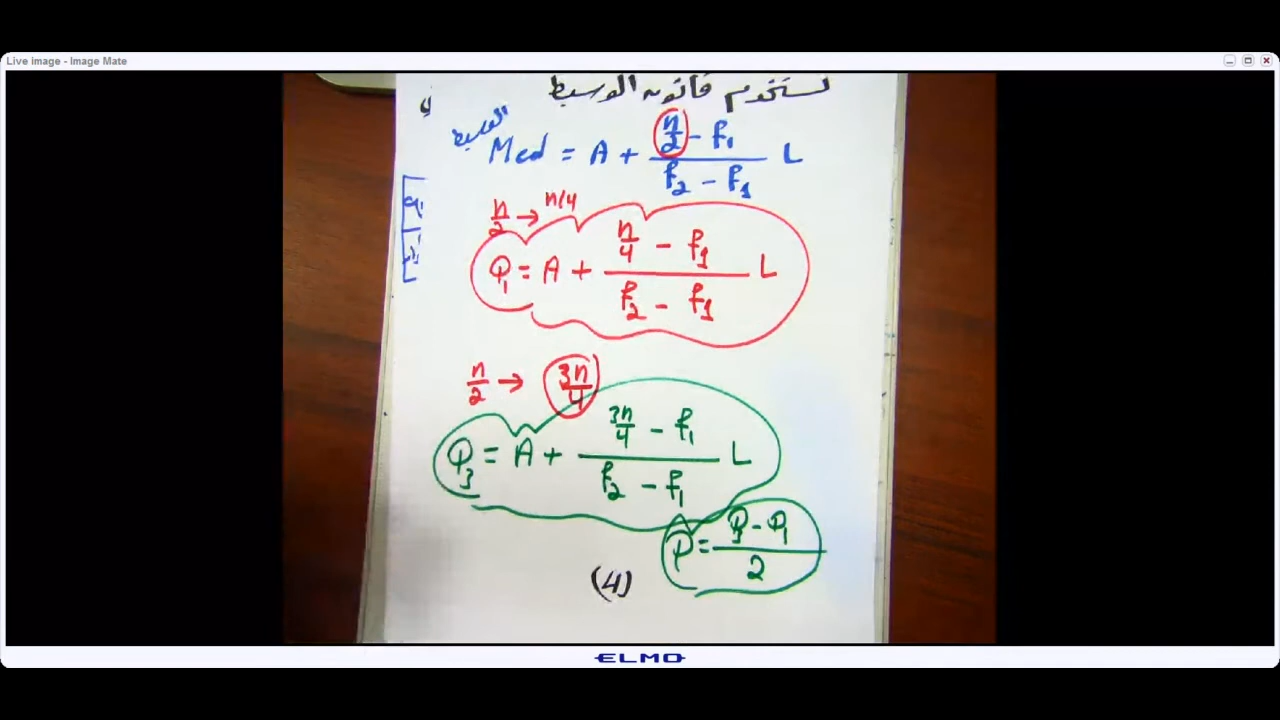 Live image - Image Mate
نستخدم قانون الوسيط
الوسيط
Med = A + (n/2 - f₁)/(f₂ - f₁) L
n/2 → n/4
Q₁ = A + (n/4 - f₁)/(f₂ - f₁) L
n/2 → 3n/4
Q₃ = A + (3n/4 - f₁)/(f₂ - f₁) L
Q = (Q₃ - Q₁)/2
(4)
ELMO